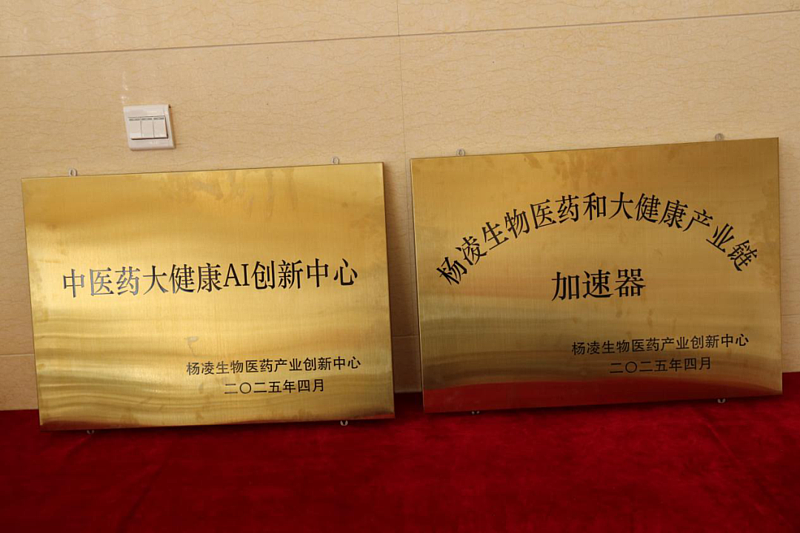 中医药大健康AI创新中心
杨凌生物医药产业创新中心
二〇二五年四月
杨凌生物医药和大健康产业链
加速器
杨凌生物医药产业创新中心
二〇二五年四月